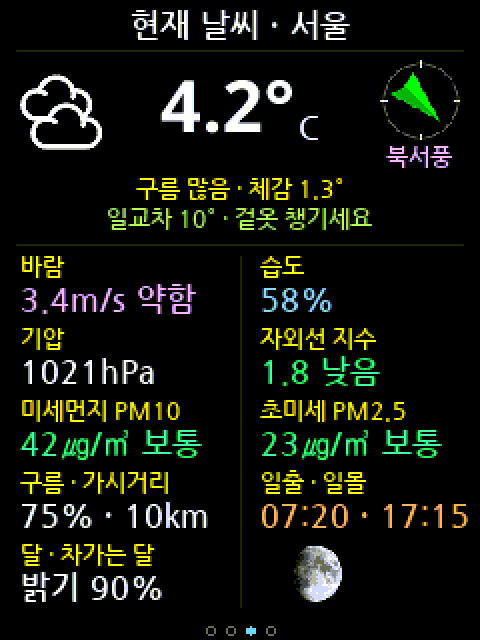 현재 날씨 · 서울
4.2°C
북서풍
구름 많음 · 체감 1.3°
일교차 10° · 겉옷 챙기세요
바람
3.4m/s 약함
습도
58%
기압
1021hPa
자외선 지수
1.8 낮음
미세먼지 PM10
42㎍/㎥ 보통
초미세 PM2.5
23㎍/㎥ 보통
구름 · 가시거리
75% · 10km
일출 · 일몰
07:20 · 17:15
달 · 차가는 달
밝기 90%